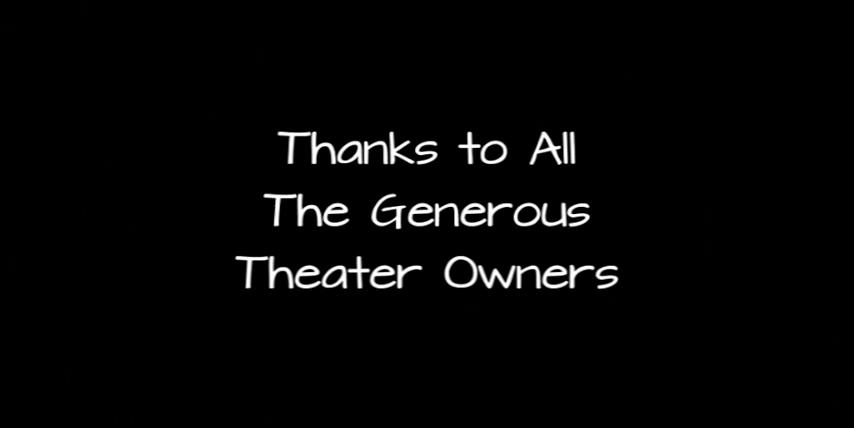 Thanks to All
The Generous
Theater Owners